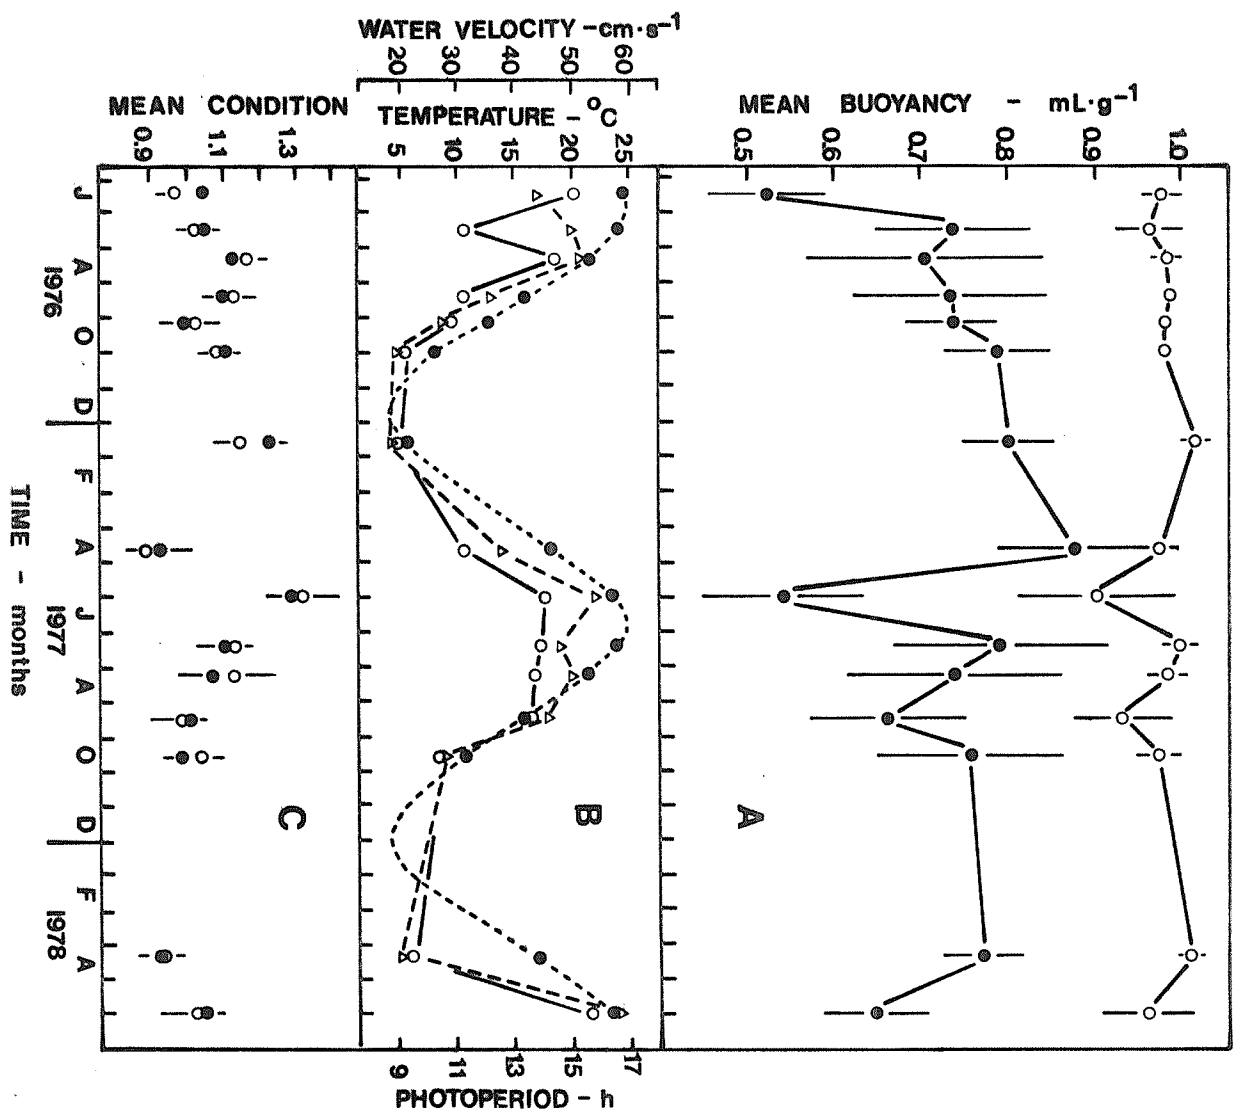 WATER VELOCITY – cm·s⁻¹
20 30 40 50 60
MEAN CONDITION
0.9 1.1 1.3
TEMPERATURE – °C
5 10 15 20 25
MEAN BUOYANCY – mL·g⁻¹
0.5 0.6 0.7 0.8 0.9 1.0
J A O D F A J A O D F A
1976 1977 1978
TIME – months
C B A
9 11 13 15 17
PHOTOPERIOD – h